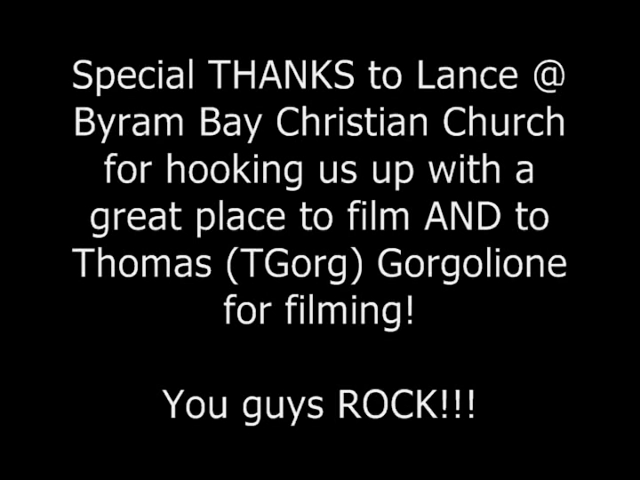 Special THANKS to Lance @
Byram Bay Christian Church
for hooking us up with a
great place to film AND to
Thomas (TGorg) Gorgolione
for filming!
You guys ROCK!!!